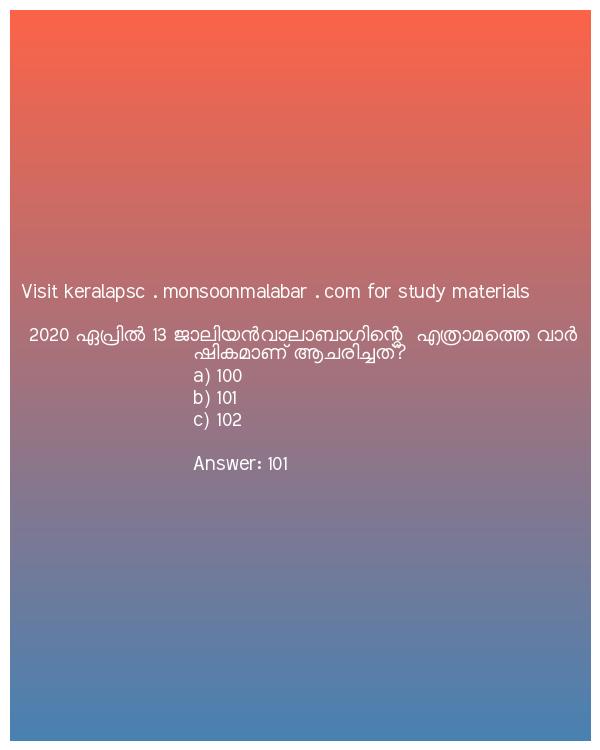 Visit keralapsc . monsoonmalabar . com for study materials
2020 ഏപ്രിൽ 13 ജാലിയൻവാലാബാഗിന്റെ എത്രാമത്തെ വാർ
ഷികമാണ് ആചരിച്ചത്?
a) 100
b) 101
c) 102
Answer: 101